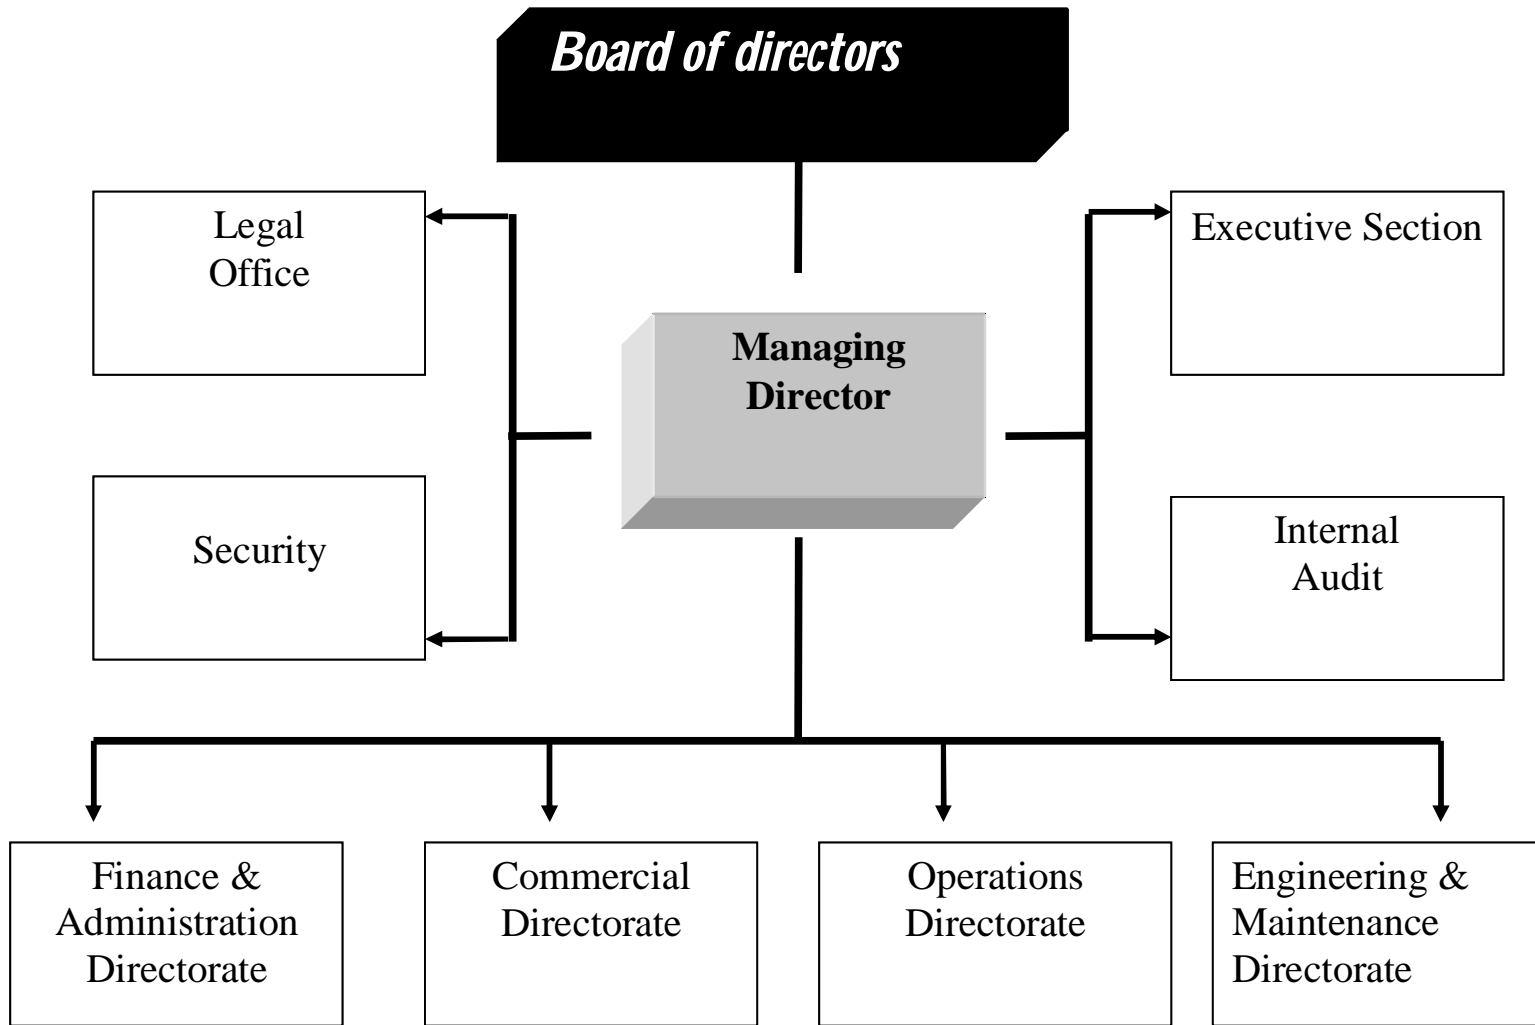 Board of directors
Legal
Office
Executive Section
Managing
Director
Security
Internal
Audit
Finance &
Administration
Directorate
Commercial
Directorate
Operations
Directorate
Engineering &
Maintenance
Directorate